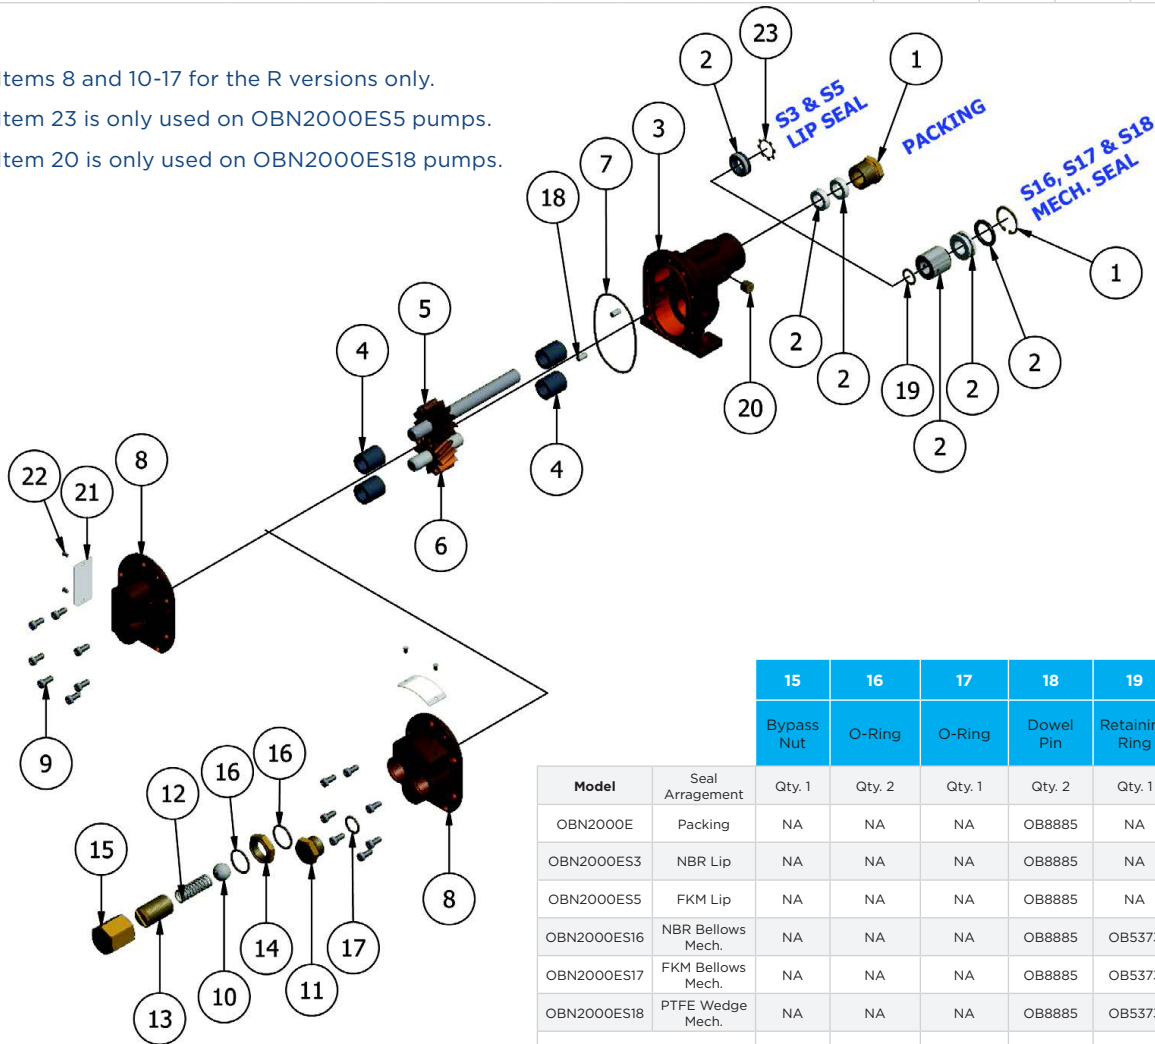 Items 8 and 10-17 for the R versions only.
Item 23 is only used on OBN2000ES5 pumps.
Item 20 is only used on OBN2000ES18 pumps.
2
23
1
S3 & S5
LIP SEAL
PACKING
S16, S17 & S18
MECH. SEAL
3
7
18
1
5
4
2
2
19
2
2
2
20
4
6
22
21
8
9
16
16
12
15
8
14
17
11
10
13
15 16 17 18 19
Bypass Nut O-Ring O-Ring Dowel Pin Retaining Ring
Model Seal Arragement Qty. 1 Qty. 2 Qty. 1 Qty. 2 Qty. 1
OBN2000E Packing NA NA NA OB8885 NA
OBN2000ES3 NBR Lip NA NA NA OB8885 NA
OBN2000ES5 FKM Lip NA NA NA OB8885 NA
OBN2000ES16 NBR Bellows Mech. NA NA NA OB8885 OB5373
OBN2000ES17 FKM Bellows Mech. NA NA NA OB8885 OB5373
OBN2000ES18 PTFE Wedge Mech. NA NA NA OB8885 OB5373